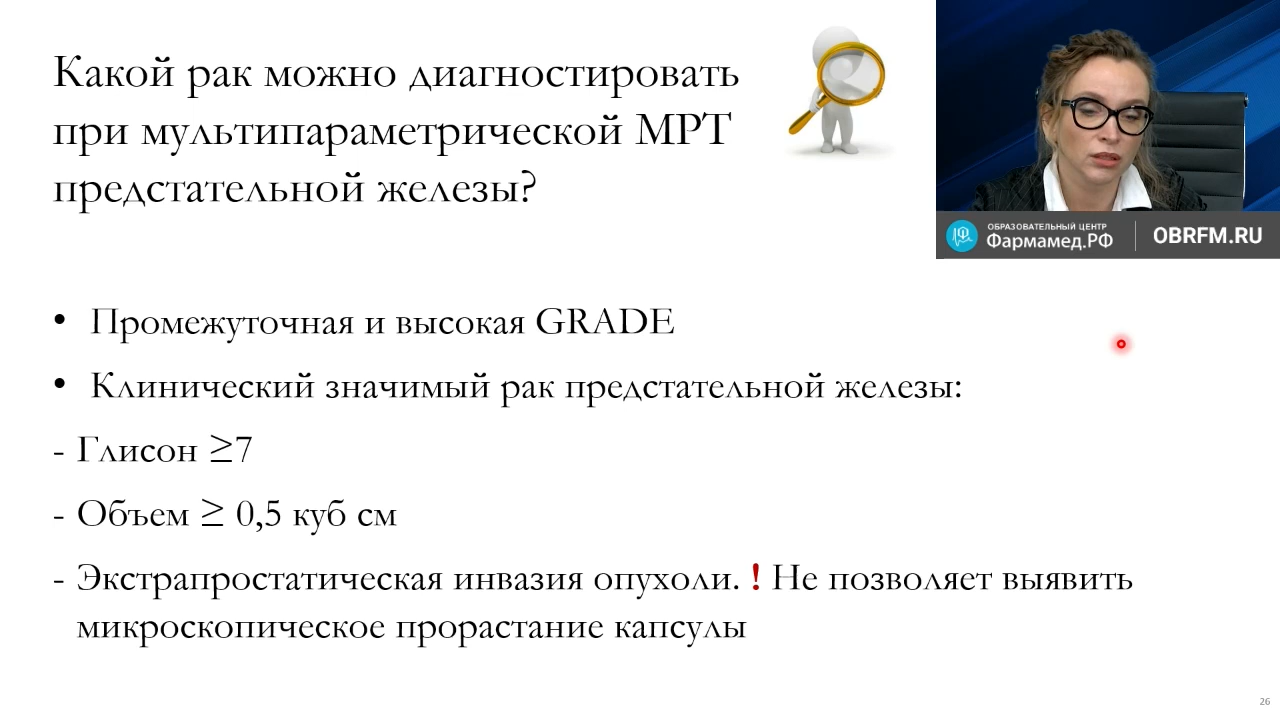 Какой рак можно диагностировать
при мультипараметрической МРТ
предстательной железы?
ОБРАЗОВАТЕЛЬНЫЙ ЦЕНТР
Фармамед.РФ
OBRFM.RU
• Промежуточная и высокая GRADE
• Клинический значимый рак предстательной железы:
- Глисон ≥7
- Объем ≥ 0,5 куб см
- Экстрапростатическая инвазия опухоли. ! Не позволяет выявить
микроскопическое прорастание капсулы
26